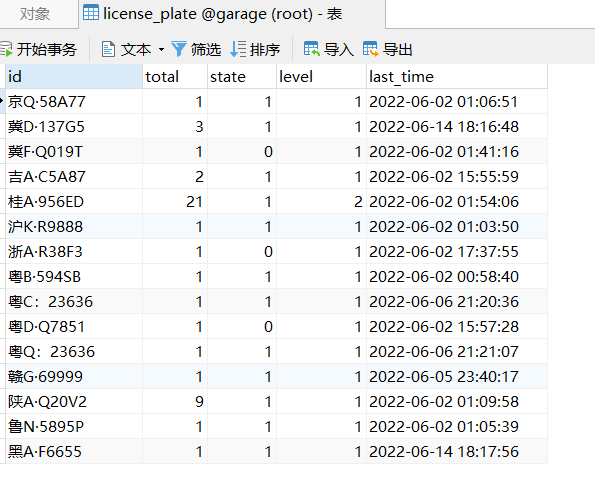 对象 license_plate @garage (root) - 表
开始事务 文本 筛选 排序 导入 导出
id total state level last_time
京Q·58A77 1 1 1 2022-06-02 01:06:51
冀D·137G5 3 1 1 2022-06-14 18:16:48
冀F·Q019T 1 0 1 2022-06-02 01:41:16
吉A·C5A87 2 1 1 2022-06-02 15:55:59
桂A·956ED 21 1 2 2022-06-02 01:54:06
沪K·R9888 1 1 1 2022-06-02 01:03:50
浙A·R38F3 1 0 1 2022-06-02 17:37:55
粤B·594SB 1 1 1 2022-06-02 00:58:40
粤C：23636 1 1 1 2022-06-06 21:20:36
粤D·Q7851 1 0 1 2022-06-02 15:57:28
粤Q：23636 1 1 1 2022-06-06 21:21:07
赣G·69999 1 1 1 2022-06-05 23:40:17
陕A·Q20V2 9 1 1 2022-06-02 01:09:58
鲁N·5895P 1 1 1 2022-06-02 01:05:39
黑A·F6655 1 1 1 2022-06-14 18:17:56